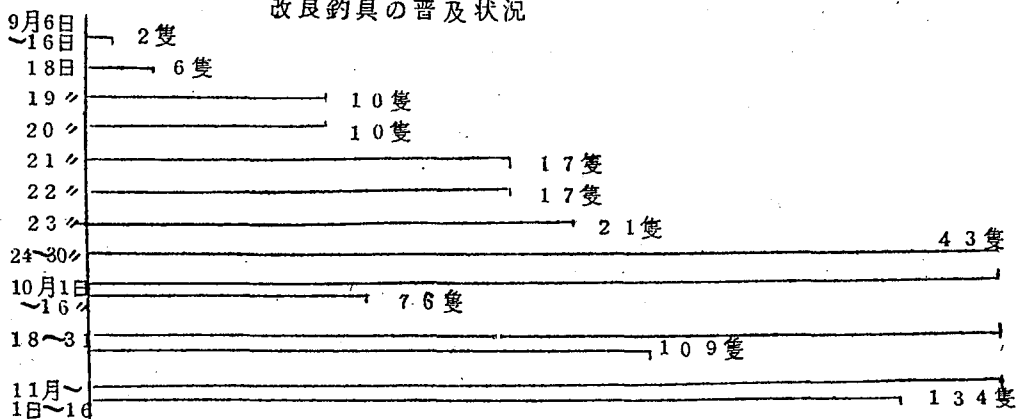 改良釣具の普及状況
9月6日
～16日 2隻
18日 6隻
19〃 10隻
20〃 10隻
21〃 17隻
22〃 17隻
23〃 21隻
24～30〃 43隻
10月1日
～16〃 76隻
18～31 109隻
11月～
1日～16 134隻